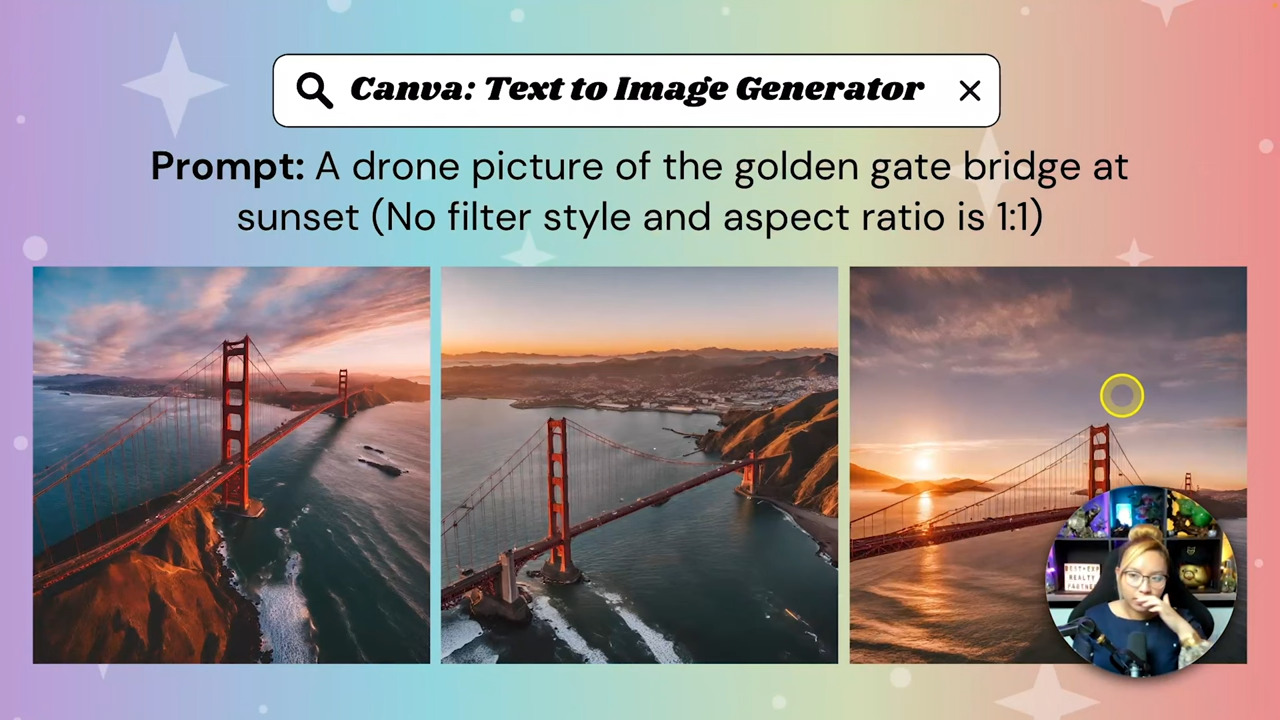 Canva: Text to Image Generator
Prompt: A drone picture of the golden gate bridge at
sunset (No filter style and aspect ratio is 1:1)
REALTY